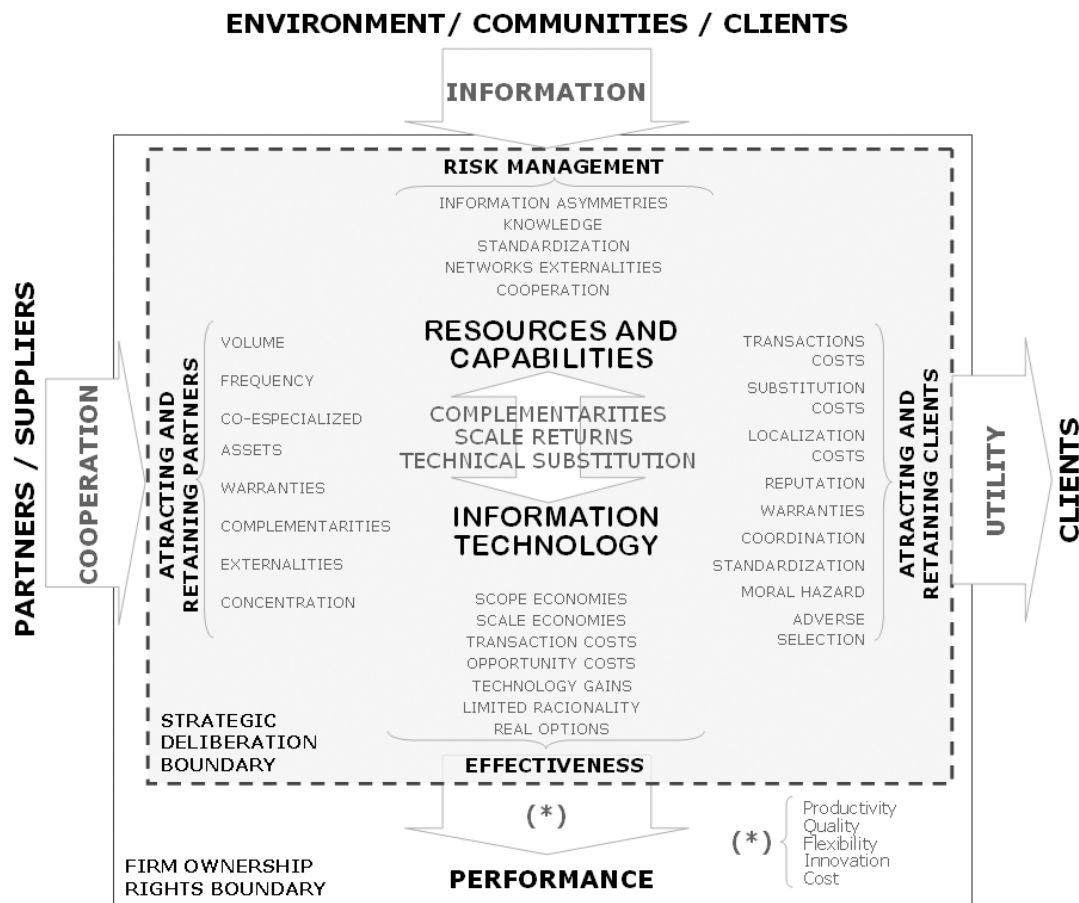 ENVIRONMENT/ COMMUNITIES / CLIENTS
INFORMATION
RISK MANAGEMENT
INFORMATION ASYMMETRIES
KNOWLEDGE
STANDARDIZATION
NETWORKS EXTERNALITIES
COOPERATION
PARTNERS / SUPPLIERS
COOPERATION
ATRACTING AND
RETAINING PARTNERS
VOLUME
FREQUENCY
CO-ESPECIALIZED
ASSETS
WARRANTIES
COMPLEMENTARITIES
EXTERNALITIES
CONCENTRATION
RESOURCES AND
CAPABILITIES
COMPLEMENTARITIES
SCALE RETURNS
TECHNICAL SUBSTITUTION
INFORMATION
TECHNOLOGY
SCOPE ECONOMIES
SCALE ECONOMIES
TRANSACTION COSTS
OPPORTUNITY COSTS
TECHNOLOGY GAINS
LIMITED RACIONALITY
REAL OPTIONS
EFFECTIVENESS
(*)
PERFORMANCE
TRANSACTIONS
COSTS
SUBSTITUTION
COSTS
LOCALIZATION
COSTS
REPUTATION
WARRANTIES
COORDINATION
STANDARDIZATION
MORAL HAZARD
ADVERSE
SELECTION
ATRACTING AND
RETAINING CLIENTS
UTILITY
CLIENTS
STRATEGIC
DELIBERATION
BOUNDARY
FIRM OWNERSHIP
RIGHTS BOUNDARY
(*)
Productivity
Quality
Flexibility
Innovation
Cost